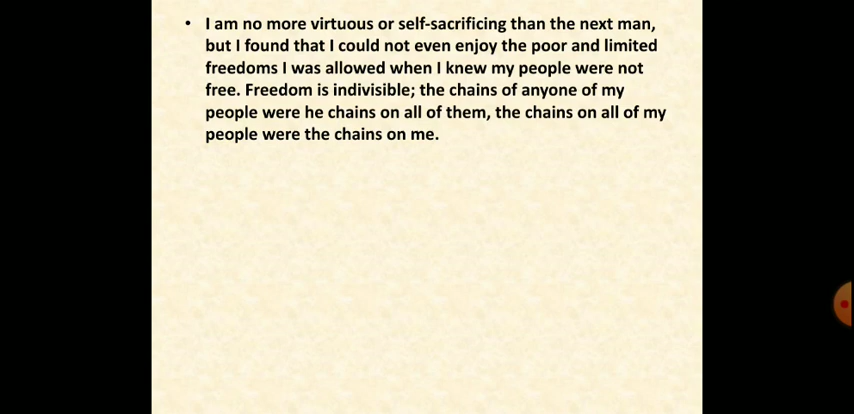 • I am no more virtuous or self-sacrificing than the next man,
but I found that I could not even enjoy the poor and limited
freedoms I was allowed when I knew my people were not
free. Freedom is indivisible; the chains of anyone of my
people were he chains on all of them, the chains on all of my
people were the chains on me.